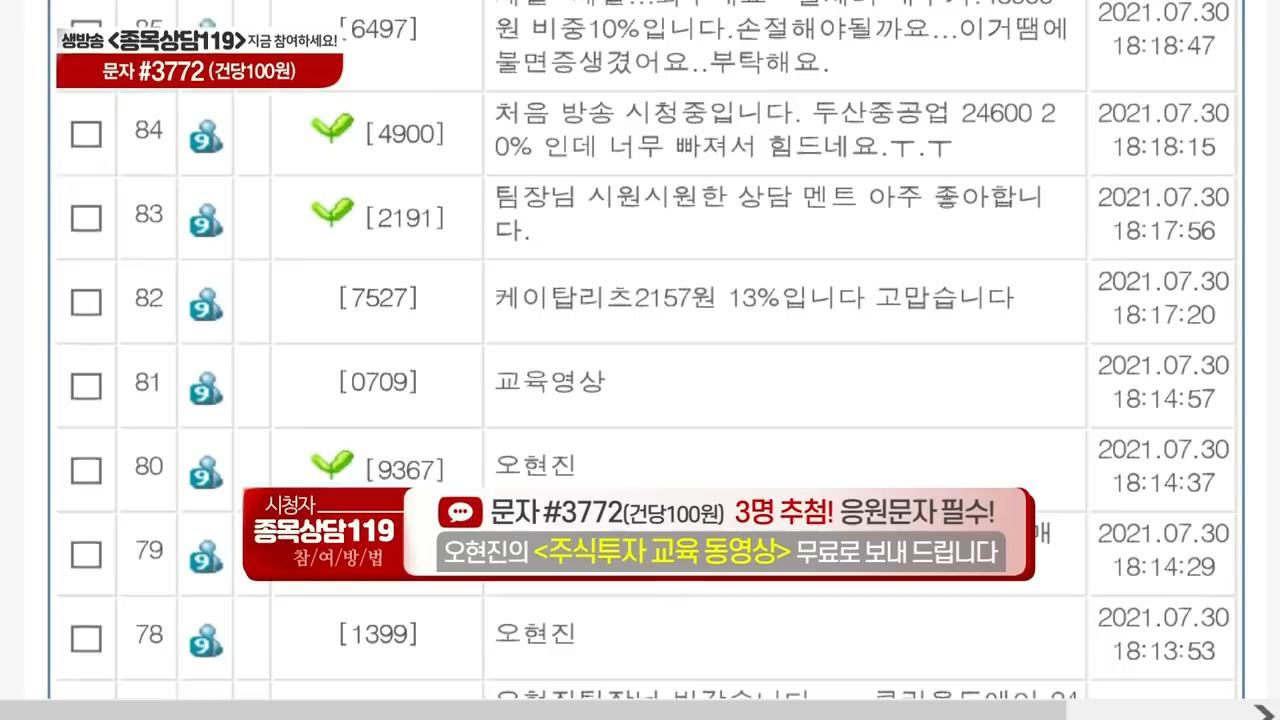 생방송 <종목상담119> 지금 참여하세요!
문자 #3772 (건당100원)
[6497]
원 비중10%입니다.손절해야될까요...이거땜에
불면증생겼어요..부탁해요.
2021.07.30
18:18:47
84
9
[4900]
처음 방송 시청중입니다. 두산중공업 24600 2
0% 인데 너무 빠져서 힘드네요.ㅜ.ㅜ
2021.07.30
18:18:15
83
9
[2191]
팀장님 시원시원한 상담 멘트 아주 좋아합니
다.
2021.07.30
18:17:56
82
9
[7527]
케이탑리츠2157원 13%입니다 고맙습니다
2021.07.30
18:17:20
81
9
[0709]
교육영상
2021.07.30
18:14:57
80
9
[9367]
오현진
2021.07.30
18:14:37
시청자
종목상담119
참/여/방/법
문자 #3772(건당100원) 3명 추첨! 응원문자 필수!
오현진의 <주식투자 교육 동영상> 무료로 보내 드립니다
79
9
매
2021.07.30
18:14:29
78
9
[1399]
오현진
2021.07.30
18:13:53